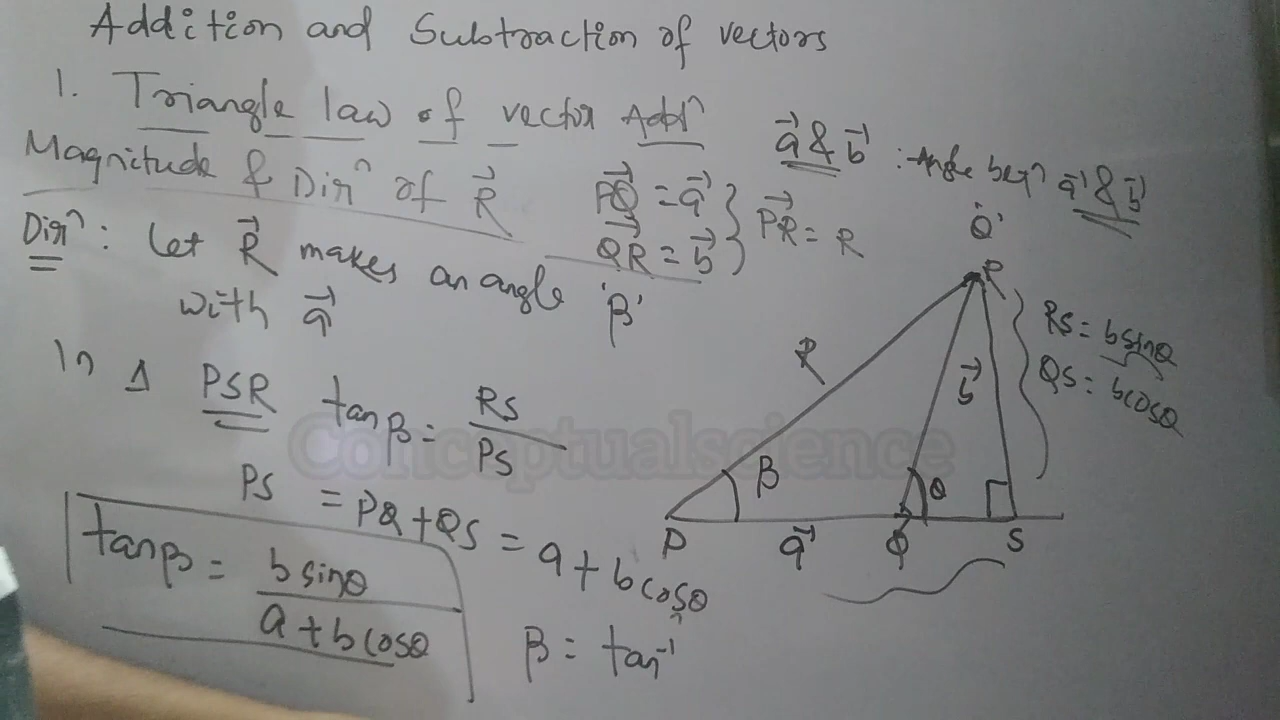 Addition and Subtraction of vectors
1. Triangle law of vector Addⁿ
Magnitude & Dirⁿ of R⃗
a⃗ & b⃗ : Angle betⁿ a⃗ & b⃗
'θ'
PQ⃗ = a⃗
QR⃗ = b⃗ } PR⃗ = R
Dirⁿ : Let R⃗ makes an angle 'β'
with a⃗
In Δ PSR tanβ = RS/PS
PS = PQ + QS = a + b cosθ
tanβ = b sinθ / a + b cosθ
β = tan⁻¹
R
R
b⃗
β
θ
P
a⃗
Q
S
RS = b sinθ
QS = b cosθ
Conceptualscience